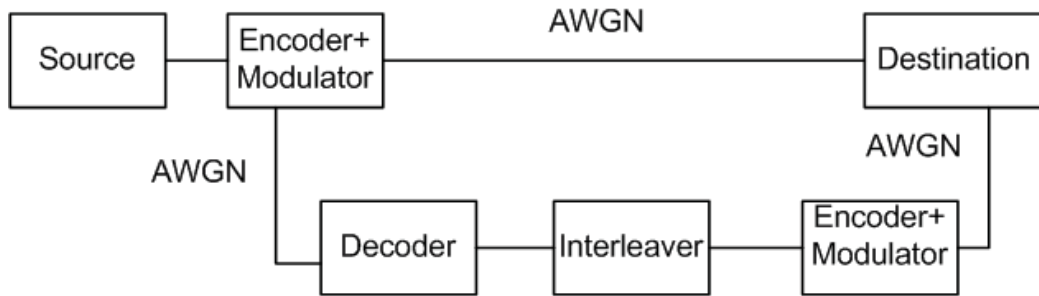 AWGN
Source
Encoder+
Modulator
Destination
AWGN
AWGN
Decoder
Interleaver
Encoder+
Modulator